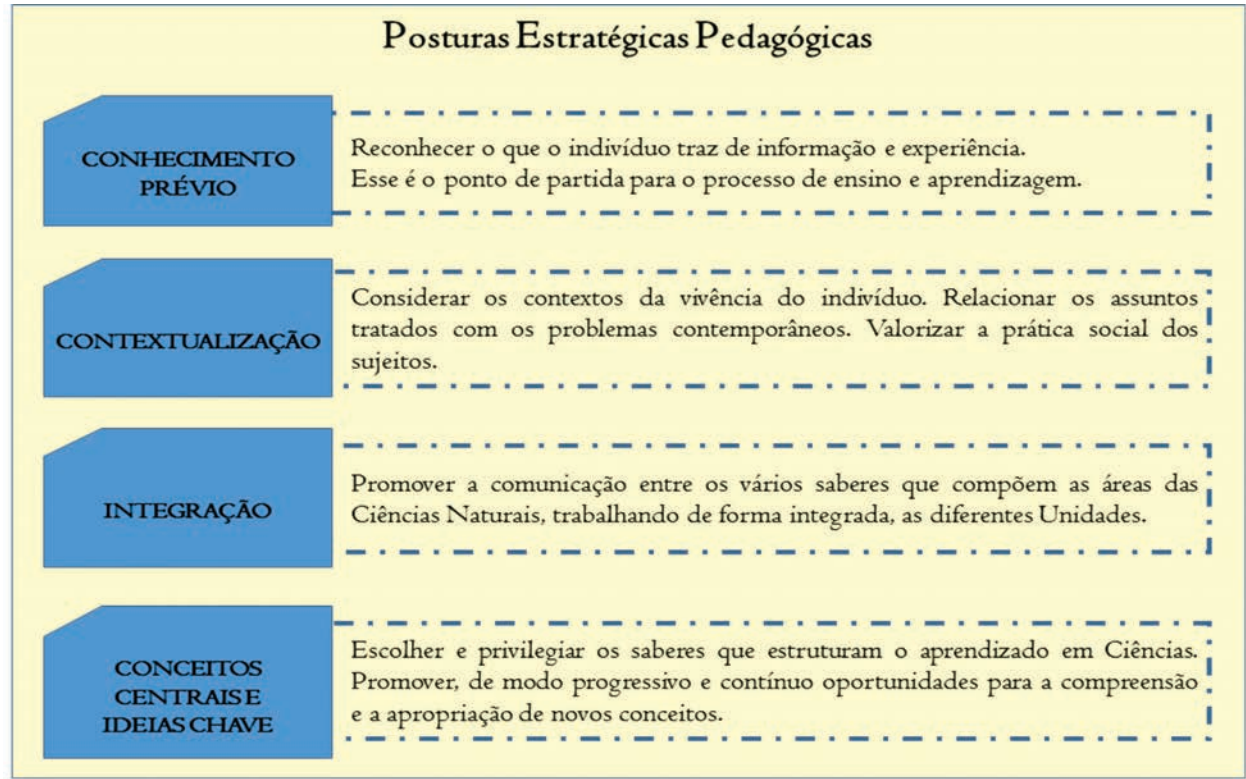 Posturas Estratégicas Pedagógicas
CONHECIMENTO
PRÉVIO
Reconhecer o que o indivíduo traz de informação e experiência.
Esse é o ponto de partida para o processo de ensino e aprendizagem.
CONTEXTUALIZAÇÃO
Considerar os contextos da vivência do indivíduo. Relacionar os assuntos
tratados com os problemas contemporâneos. Valorizar a prática social dos
sujeitos.
INTEGRAÇÃO
Promover a comunicação entre os vários saberes que compõem as áreas das
Ciências Naturais, trabalhando de forma integrada, as diferentes Unidades.
CONCEITOS
CENTRAIS E
IDEIAS CHAVE
Escolher e privilegiar os saberes que estruturam o aprendizado em Ciências.
Promover, de modo progressivo e contínuo oportunidades para a compreensão
e a apropriação de novos conceitos.